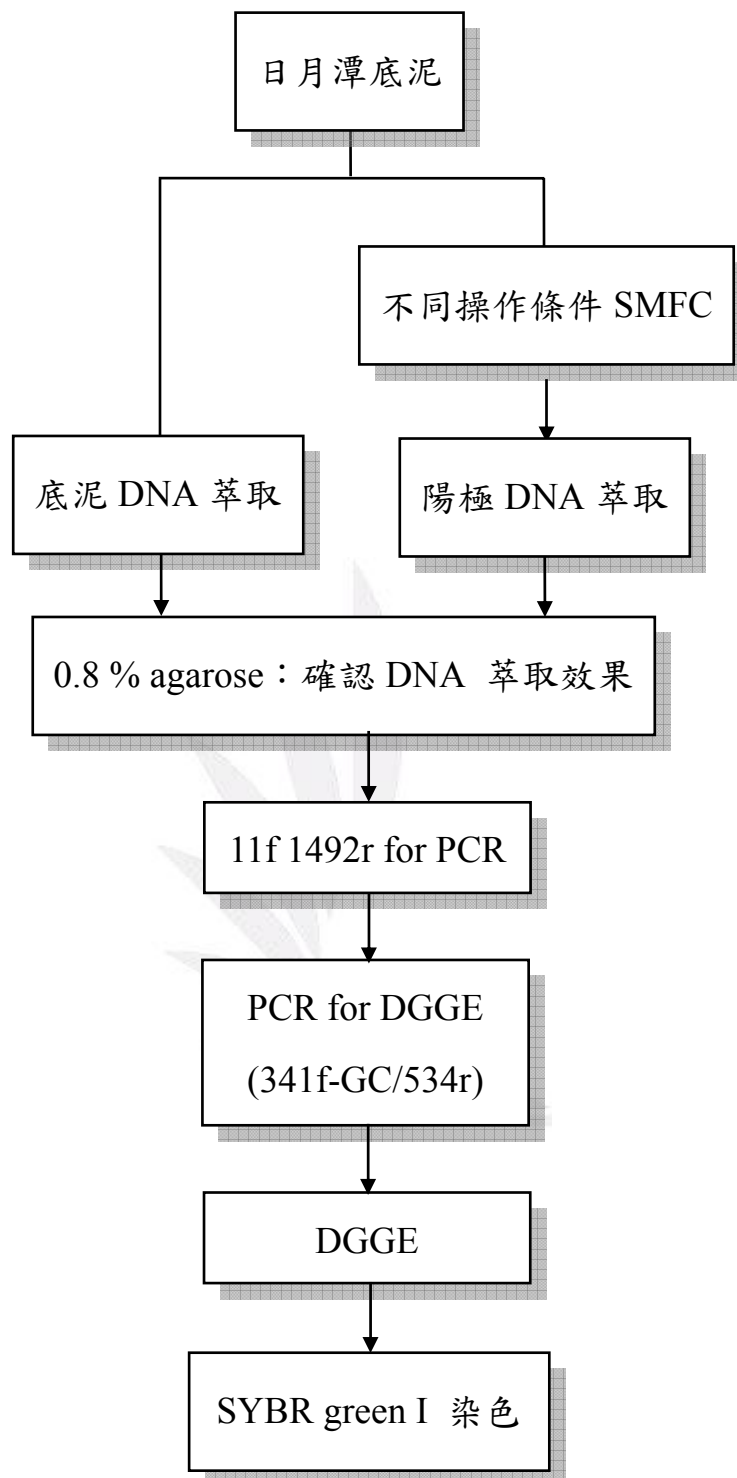 日月潭底泥
不同操作條件 SMFC
底泥 DNA 萃取
陽極 DNA 萃取
0.8 % agarose：確認 DNA 萃取效果
11f 1492r for PCR
PCR for DGGE
(341f-GC/534r)
DGGE
SYBR green I 染色